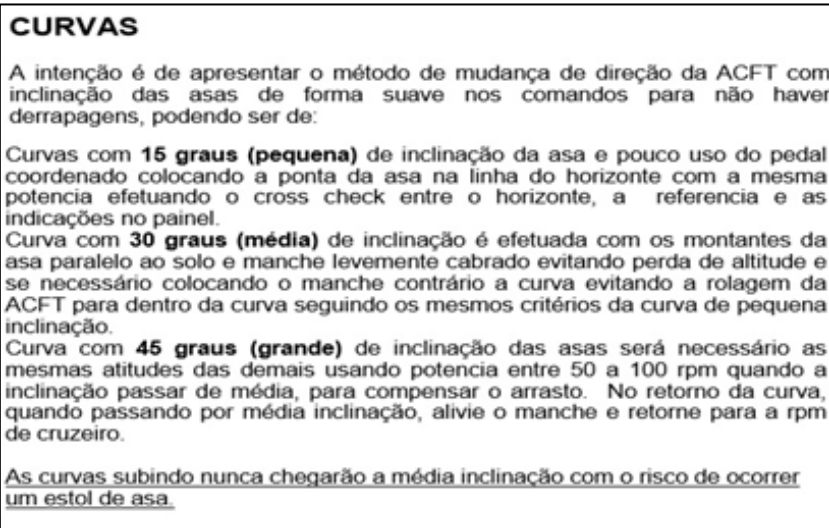 CURVAS
A intenção é de apresentar o método de mudança de direção da ACFT com
inclinação das asas de forma suave nos comandos para não haver
derrapagens, podendo ser de:
Curvas com 15 graus (pequena) de inclinação da asa e pouco uso do pedal
coordenado colocando a ponta da asa na linha do horizonte com a mesma
potencia efetuando o cross check entre o horizonte, a referencia e as
indicações no painel.
Curva com 30 graus (média) de inclinação é efetuada com os montantes da
asa paralelo ao solo e manche levemente cabrado evitando perda de altitude e
se necessário colocando o manche contrário a curva evitando a rolagem da
ACFT para dentro da curva seguindo os mesmos critérios da curva de pequena
inclinação.
Curva com 45 graus (grande) de inclinação das asas será necessário as
mesmas atitudes das demais usando potencia entre 50 a 100 rpm quando a
inclinação passar de média, para compensar o arrasto. No retorno da curva,
quando passando por média inclinação, alivie o manche e retorne para a rpm
de cruzeiro.
As curvas subindo nunca chegarão a média inclinação com o risco de ocorrer
um estol de asa.